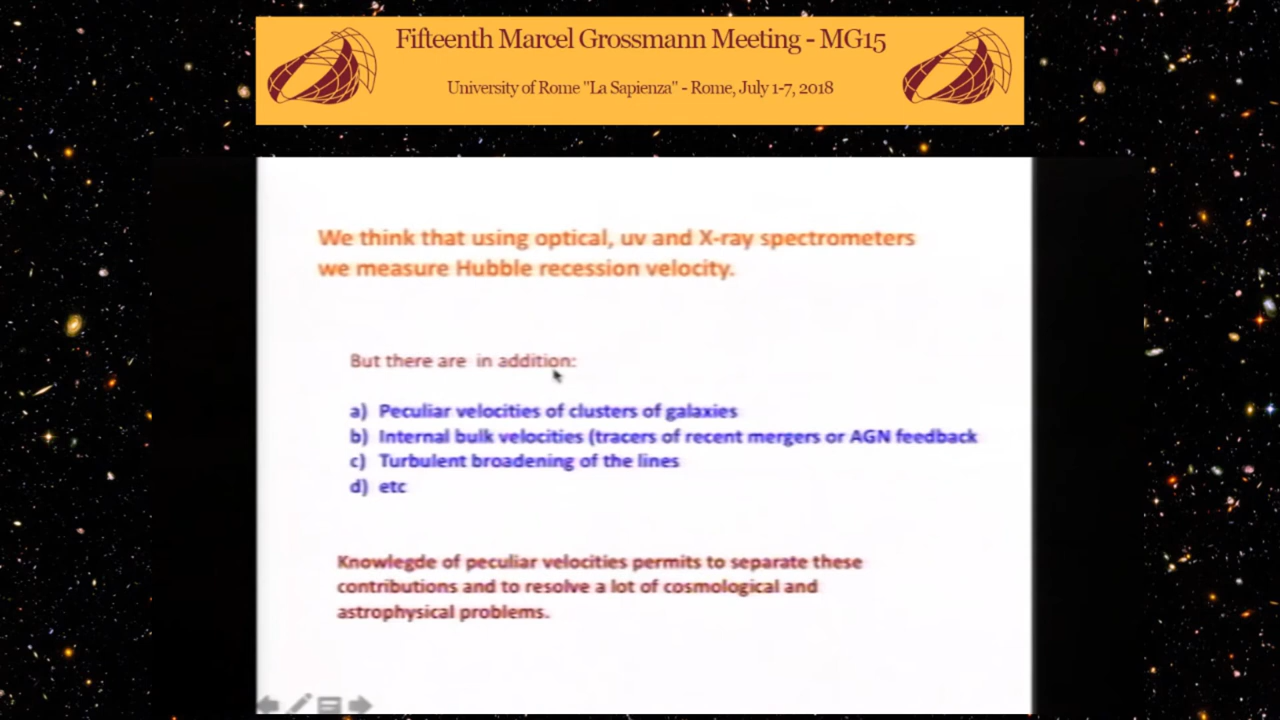 Fifteenth Marcel Grossmann Meeting - MG15
University of Rome "La Sapienza" - Rome, July 1-7, 2018
We think that using optical, uv and X-ray spectrometers
we measure Hubble recession velocity.
But there are in addition:
a) Peculiar velocities of clusters of galaxies
b) Internal bulk velocities (tracers of recent mergers or AGN feedback
c) Turbulent broadening of the lines
d) etc
Knowlegde of peculiar velocities permits to separate these
contributions and to resolve a lot of cosmological and
astrophysical problems.